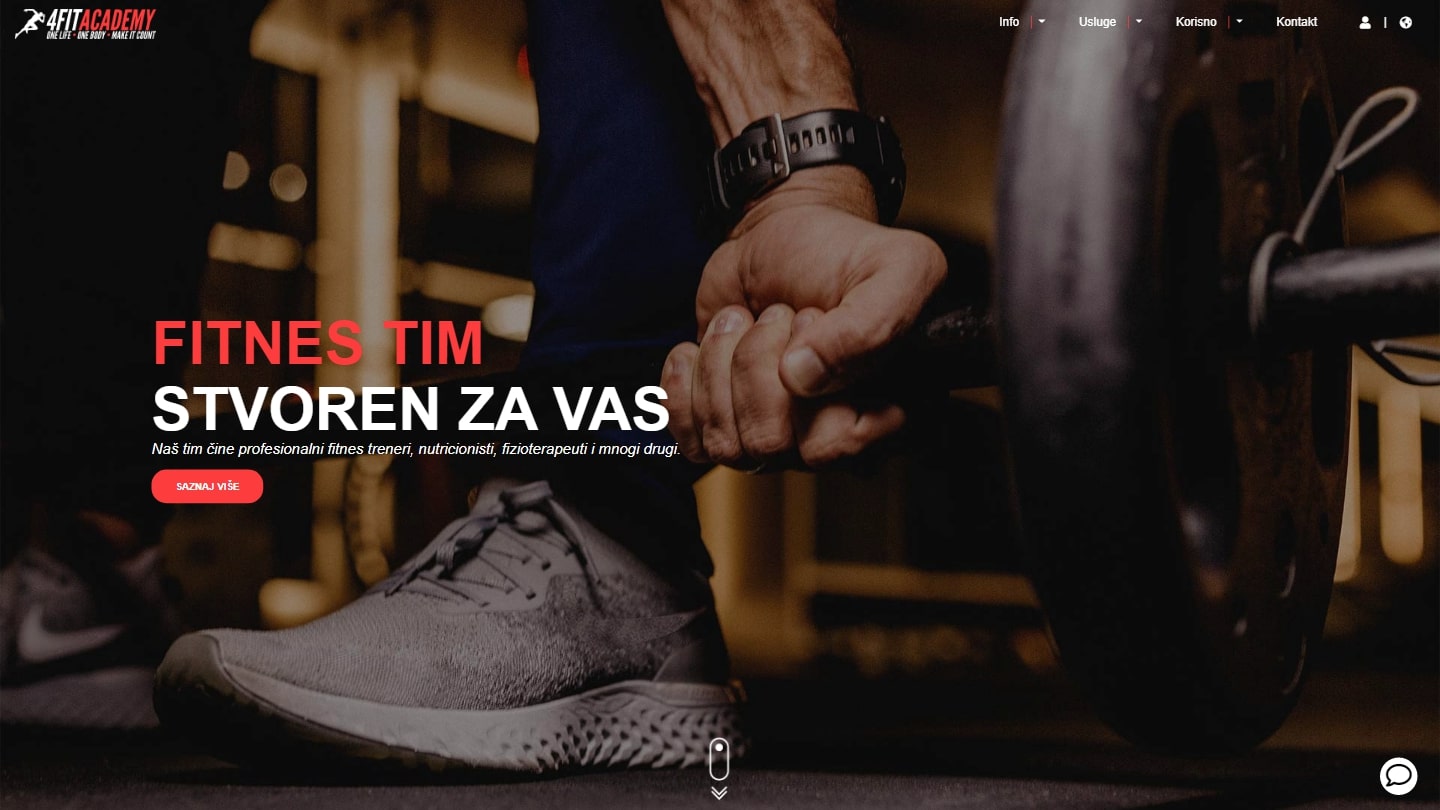 4FITACADEMY
ONE LIFE • ONE BODY • MAKE IT COUNT
Info
Usluge
Korisno
Kontakt
FITNES TIM
STVOREN ZA VAS
Naš tim čine profesionalni fitnes treneri, nutricionisti, fizioterapeuti i mnogi drugi.
SAZNAJ VIŠE